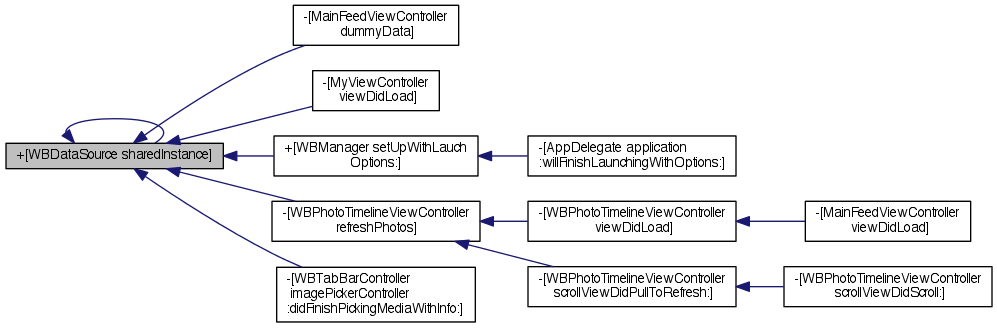 -[MainFeedViewController
dummyData]
-[MyViewController
viewDidLoad]
+[WBDataSource sharedInstance]
+[WBManager setUpWithLauch
Options:]
-[AppDelegate application
:willFinishLaunchingWithOptions:]
-[WBPhotoTimelineViewController
refreshPhotos]
-[WBPhotoTimelineViewController
viewDidLoad]
-[MainFeedViewController
viewDidLoad]
-[WBTabBarController
imagePickerController
:didFinishPickingMediaWithInfo:]
-[WBPhotoTimelineViewController
scrollViewDidPullToRefresh:]
-[WBPhotoTimelineViewController
scrollViewDidScroll:]